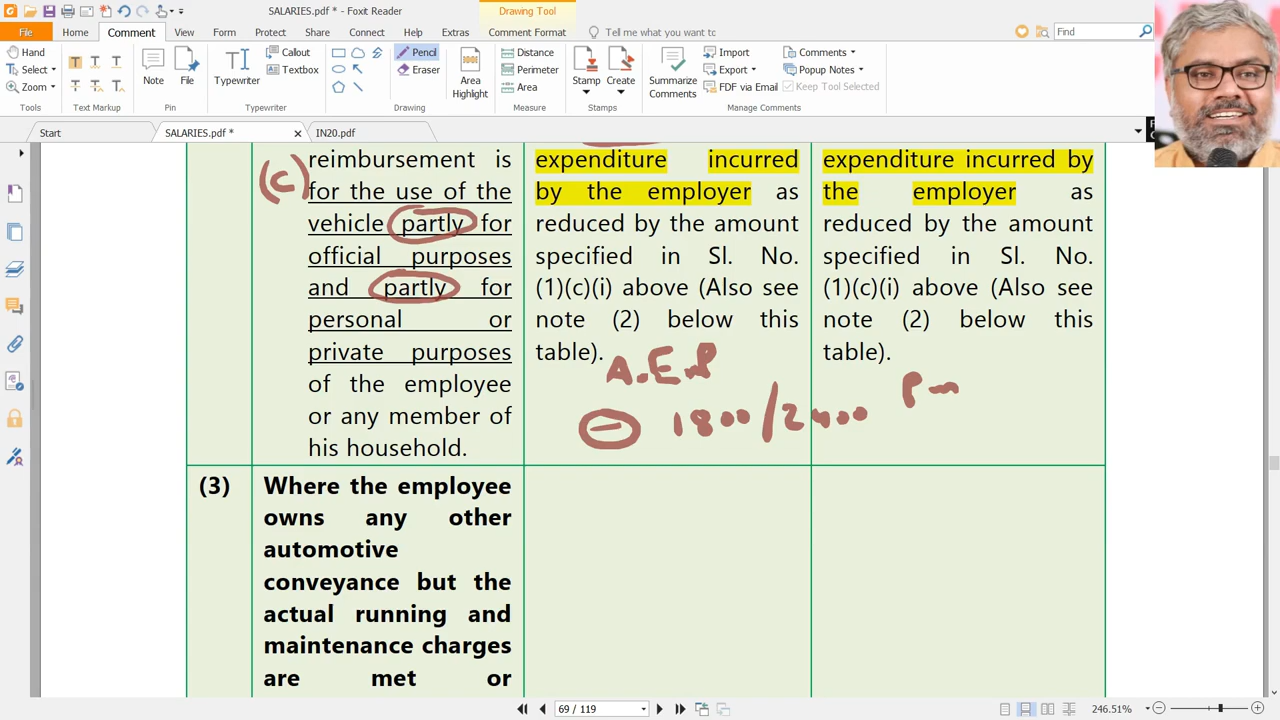 SALARIES.pdf * - Foxit Reader
Drawing Tool
File Home Comment View Form Protect Share Connect Help Extras Comment Format Tell me what you want tc Find
Hand
Select
Zoom
Tools
Text Markup
Note
File
Pin
Typewriter
Callout
Textbox
Typewriter
Pencil
Eraser
Drawing
Area Highlight
Distance
Perimeter
Area
Measure
Stamp
Create
Stamps
Summarize Comments
Import
Export
FDF via Email
Comments
Popup Notes
Keep Tool Selected
Manage Comments
Start SALARIES.pdf * IN20.pdf
(c)
reimbursement is
for the use of the
vehicle partly for
official purposes
and partly for
personal or
private purposes
of the employee
or any member of
his household.
expenditure incurred
by the employer as
reduced by the amount
specified in Sl. No.
(1)(c)(i) above (Also see
note (2) below this
table).
A.E.P
- 1800/2400 Pm
expenditure incurred by
the employer as
reduced by the amount
specified in Sl. No.
(1)(c)(i) above (Also see
note (2) below this
table).
(3)
Where the employee
owns any other
automotive
conveyance but the
actual running and
maintenance charges
are met or
69 / 119
246.51%